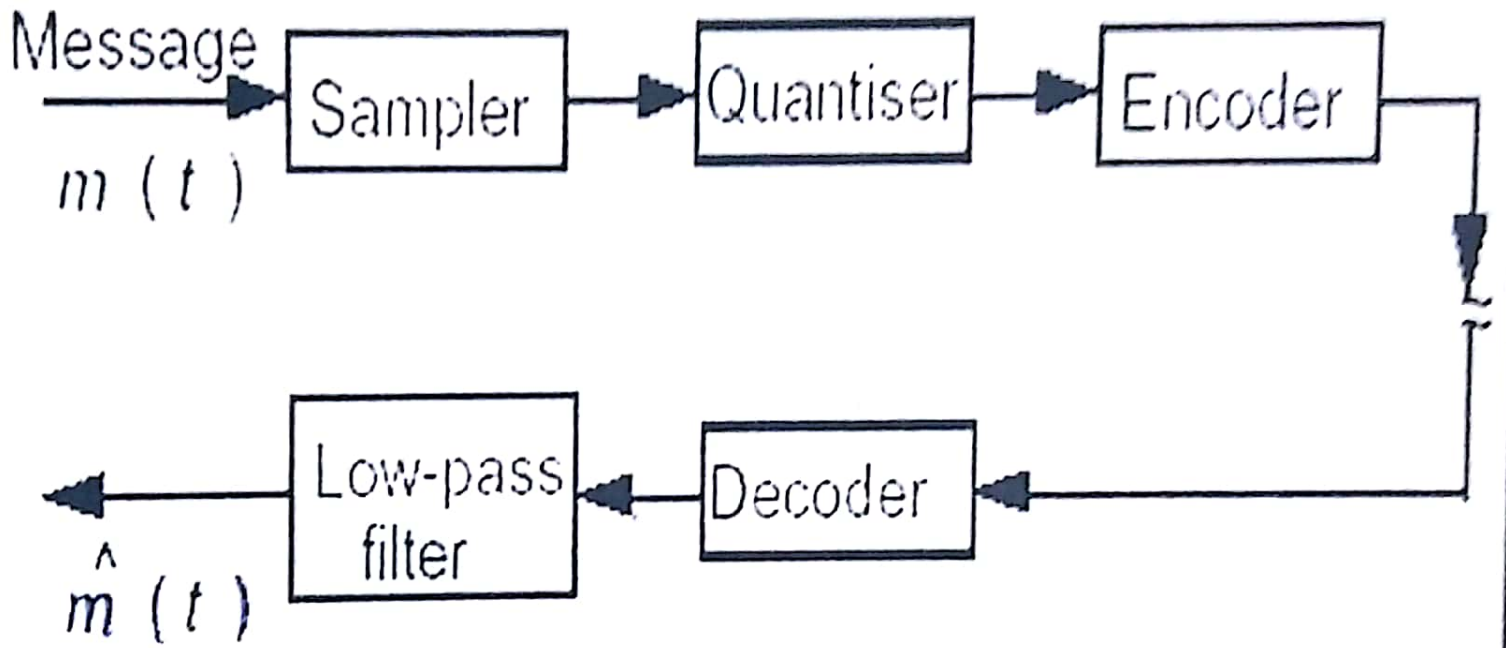 Message
m ( t )
Sampler
Quantiser
Encoder
Low-pass
filter
Decoder
m̂ ( t )